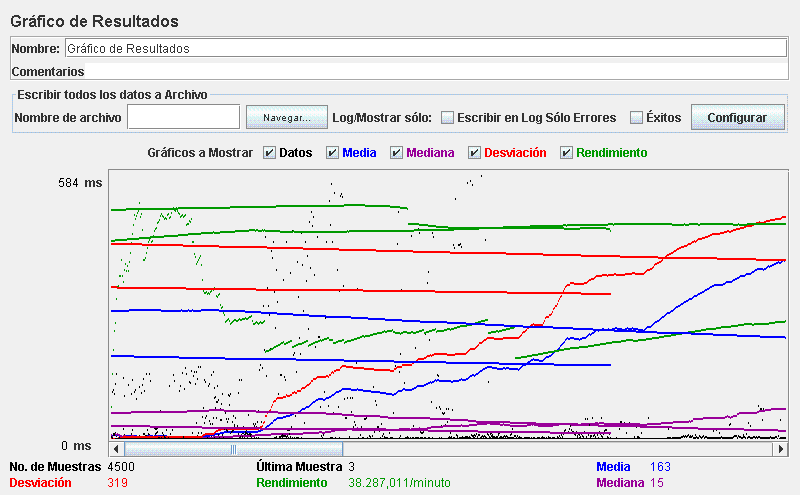 Gráfico de Resultados
Nombre: Gráfico de Resultados
Comentarios
Escribir todos los datos a Archivo
Nombre de archivo Navegar... Log/Mostrar sólo: Escribir en Log Sólo Errores Éxitos Configurar
Gráficos a Mostrar Datos Media Mediana Desviación Rendimiento
584 ms
0 ms
No. de Muestras 4500 Última Muestra 3 Media 163
Desviación 319 Rendimiento 38.287,011/minuto Mediana 15